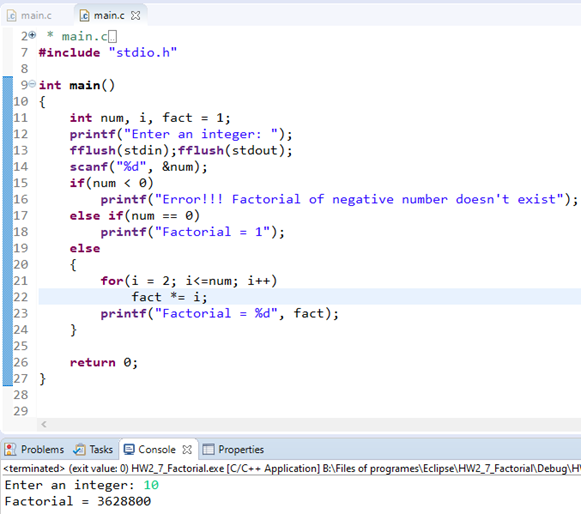 main.c main.c
2 * main.c
7 #include "stdio.h"
8
9 int main()
10 {
11 int num, i, fact = 1;
12 printf("Enter an integer: ");
13 fflush(stdin);fflush(stdout);
14 scanf("%d", &num);
15 if(num < 0)
16 printf("Error!!! Factorial of negative number doesn't exist");
17 else if(num == 0)
18 printf("Factorial = 1");
19 else
20 {
21 for(i = 2; i<=num; i++)
22 fact *= i;
23 printf("Factorial = %d", fact);
24 }
25
26 return 0;
27 }
28
29
Problems Tasks Console Properties
<terminated> (exit value: 0) HW2_7_Factorial.exe [C/C++ Application] B:\Files of programes\Eclipse\HW2_7_Factorial\Debug\H
Enter an integer: 10
Factorial = 3628800